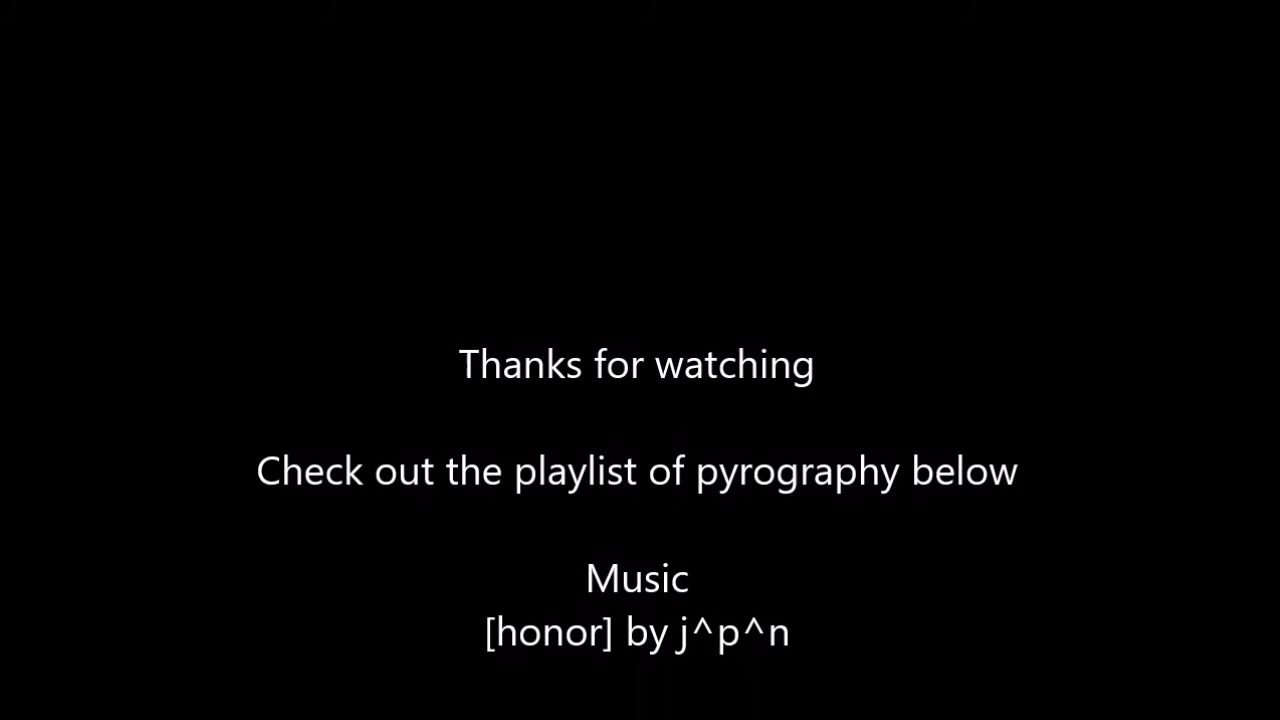 Thanks for watching
Check out the playlist of pyrography below
Music
[honor] by j^p^n